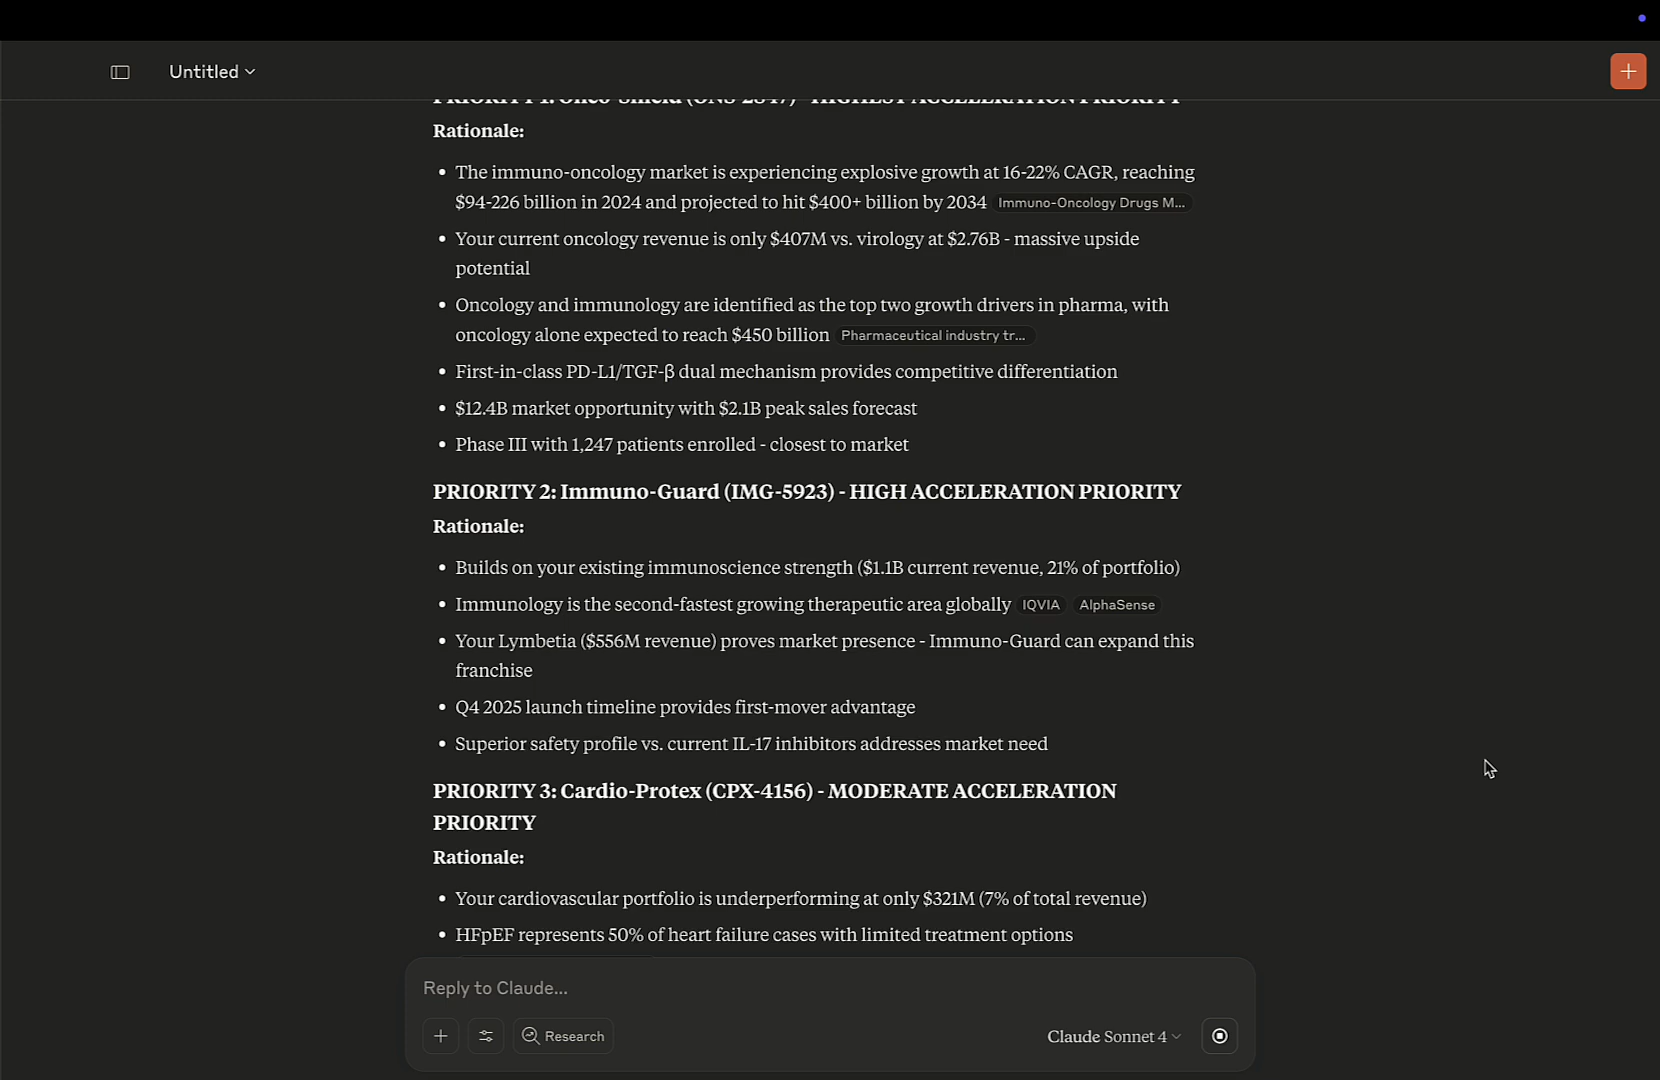 Untitled
PRIORITY 1: Onco-Shield (ONS-2847) - HIGHEST ACCELERATION PRIORITY
Rationale:
• The immuno-oncology market is experiencing explosive growth at 16-22% CAGR, reaching
$94-226 billion in 2024 and projected to hit $400+ billion by 2034 Immuno-Oncology Drugs M...
• Your current oncology revenue is only $407M vs. virology at $2.76B - massive upside
potential
• Oncology and immunology are identified as the top two growth drivers in pharma, with
oncology alone expected to reach $450 billion Pharmaceutical industry tr...
• First-in-class PD-L1/TGF-β dual mechanism provides competitive differentiation
• $12.4B market opportunity with $2.1B peak sales forecast
• Phase III with 1,247 patients enrolled - closest to market
PRIORITY 2: Immuno-Guard (IMG-5923) - HIGH ACCELERATION PRIORITY
Rationale:
• Builds on your existing immunoscience strength ($1.1B current revenue, 21% of portfolio)
• Immunology is the second-fastest growing therapeutic area globally IQVIA AlphaSense
• Your Lymbetia ($556M revenue) proves market presence - Immuno-Guard can expand this
franchise
• Q4 2025 launch timeline provides first-mover advantage
• Superior safety profile vs. current IL-17 inhibitors addresses market need
PRIORITY 3: Cardio-Protex (CPX-4156) - MODERATE ACCELERATION
PRIORITY
Rationale:
• Your cardiovascular portfolio is underperforming at only $321M (7% of total revenue)
• HFpEF represents 50% of heart failure cases with limited treatment options
Reply to Claude...
Research
Claude Sonnet 4